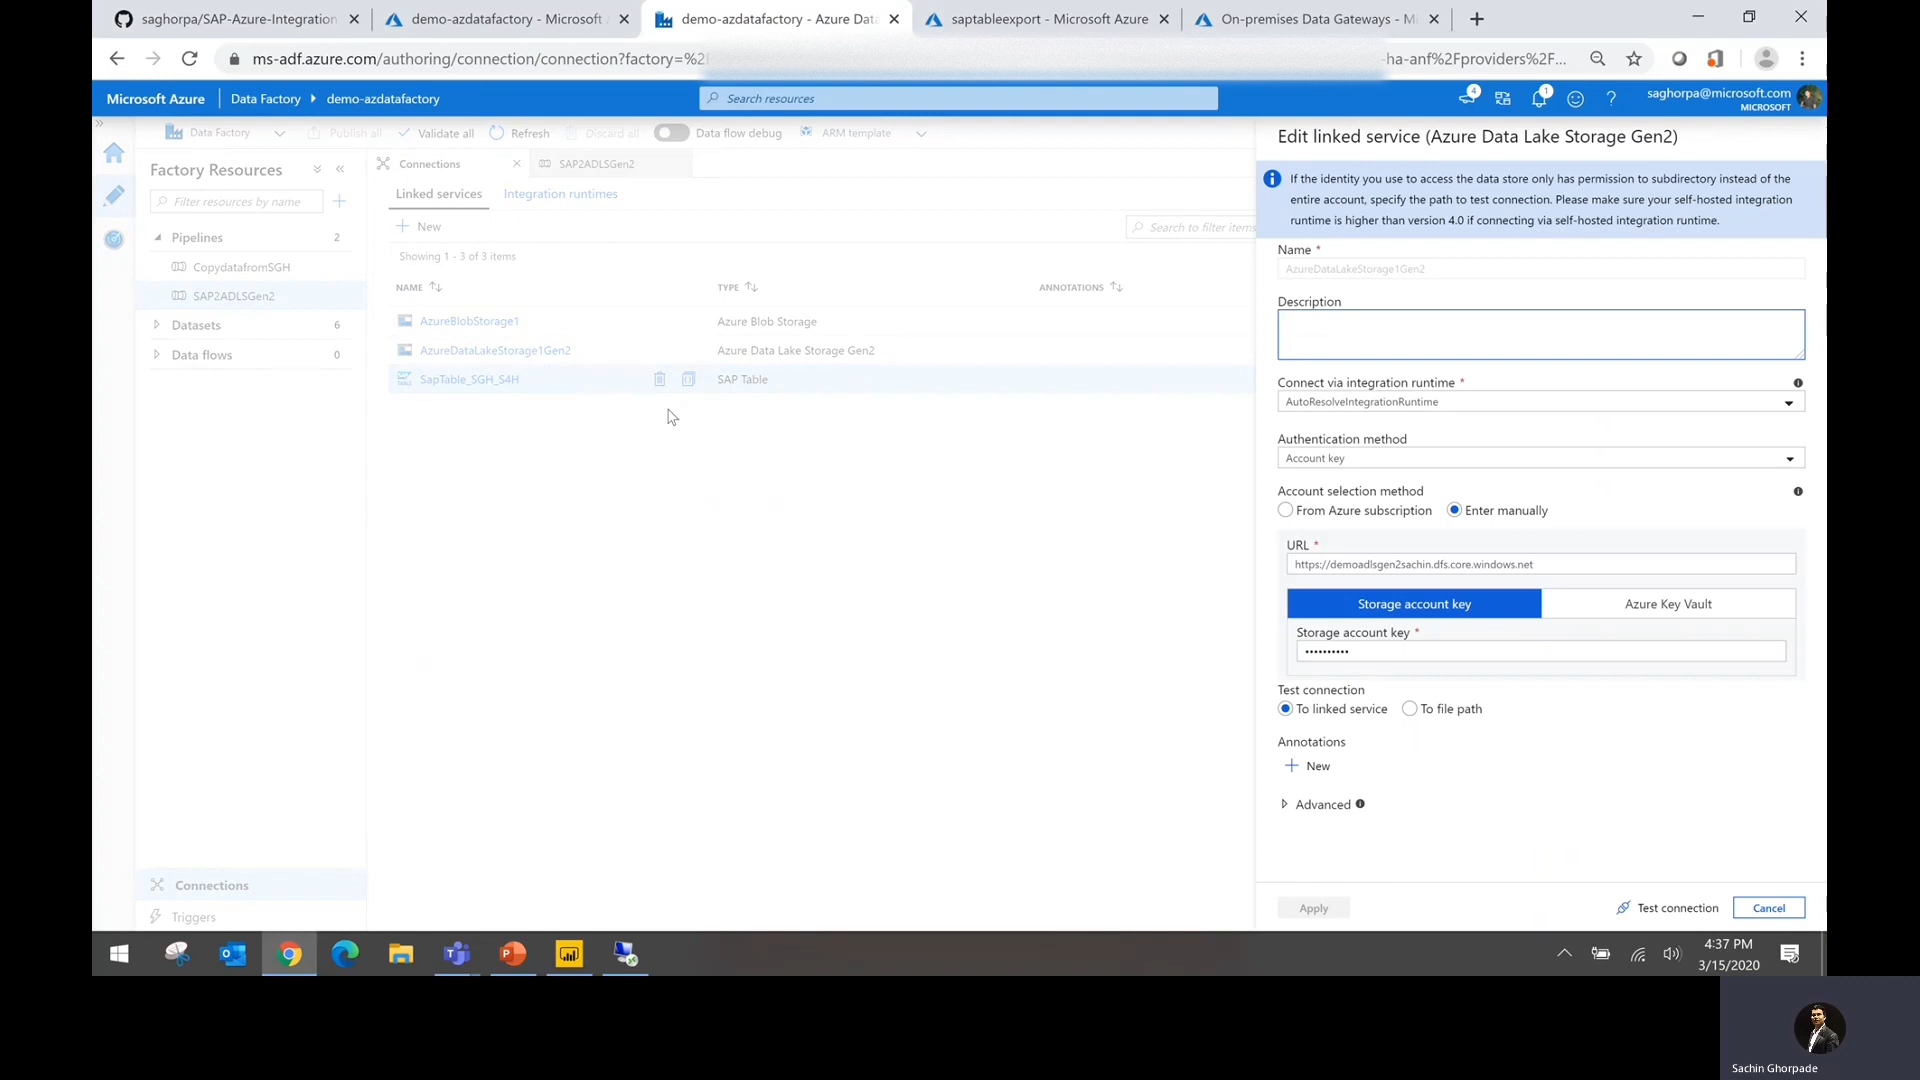 saghorpa/SAP-Azure-Integration
demo-azdatafactory - Microsoft
demo-azdatafactory - Azure Data
saptableexport - Microsoft Azure
On-premises Data Gateways - Mi
ms-adf.azure.com/authoring/connection/connection?factory=%2
-ha-anf%2Fproviders%2F...
Microsoft Azure
Data Factory
demo-azdatafactory
Search resources
4
1
saghorpa@microsoft.com
MICROSOFT
Data Factory
Publish all
Validate all
Refresh
Discard all
Data flow debug
ARM template
Factory Resources
Filter resources by name
Pipelines
2
CopydatafromSGH
SAP2ADLSGen2
Datasets
6
Data flows
0
Connections
Triggers
Connections
SAP2ADLSGen2
Linked services
Integration runtimes
New
Search to filter items
Showing 1 - 3 of 3 items
NAME
TYPE
ANNOTATIONS
AzureBlobStorage1
Azure Blob Storage
AzureDataLakeStorage1Gen2
Azure Data Lake Storage Gen2
SapTable_SGH_S4H
SAP Table
Edit linked service (Azure Data Lake Storage Gen2)
If the identity you use to access the data store only has permission to subdirectory instead of the
entire account, specify the path to test connection. Please make sure your self-hosted integration
runtime is higher than version 4.0 if connecting via self-hosted integration runtime.
Name *
AzureDataLakeStorage1Gen2
Description
Connect via integration runtime *
AutoResolveIntegrationRuntime
Authentication method
Account key
Account selection method
From Azure subscription
Enter manually
URL *
https://demoadlsgen2sachin.dfs.core.windows.net
Storage account key
Azure Key Vault
Storage account key *
••••••••••
Test connection
To linked service
To file path
Annotations
New
Advanced
Apply
Test connection
Cancel
4:37 PM
3/15/2020
Sachin Ghorpade